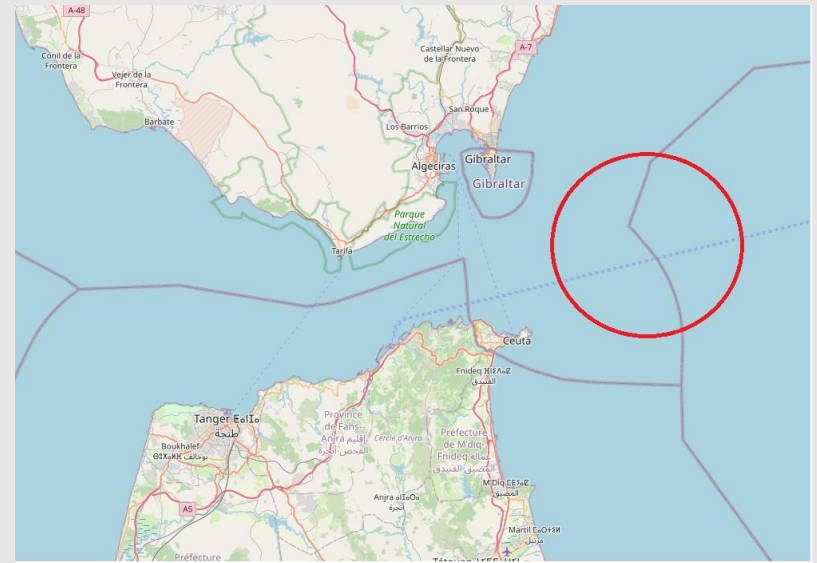 A-48
Conil de la
Frontera
Vejer de la
Frontera
Barbate
Castellar Nuevo
de la Frontera
A-7
San Roque
Los Barrios
Algeciras
Gibraltar
Gibraltar
Parque
Natural
del Estrecho
Tarifa
Ceuta
Fnideq ⴼⵏⵉⴷⵇ
الفنيدق
Tanger ⵟⴰⵏⵊⴰ
طنجة
Boukhalef
بوخالف
Province
de Fahs-
Anjra إقليم
الفحص-أنجرة
Cercle d'Anjra
Préfecture
de M'diq-
Fnideq عمالة
المضيق الفنيدق
Anjra
أنجرة
M'Diq
المضيق
A5
Martil
مرتيل
Préfecture